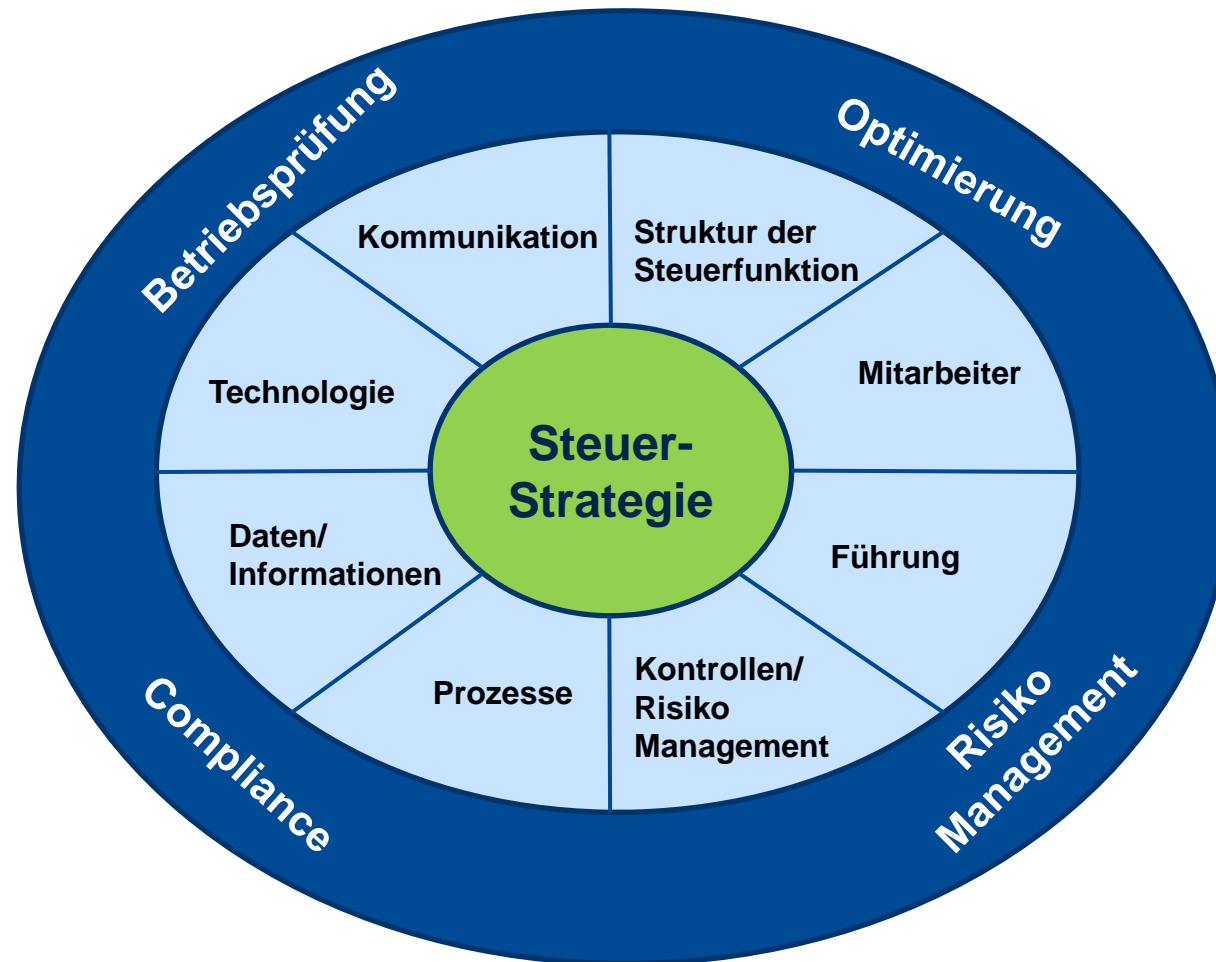 Betriebsprüfung
Optimierung
Kommunikation
Struktur der
Steuerfunktion
Technologie
Mitarbeiter
Steuer-
Strategie
Daten/
Informationen
Führung
Prozesse
Kontrollen/
Risiko
Management
Compliance
Risiko
Management